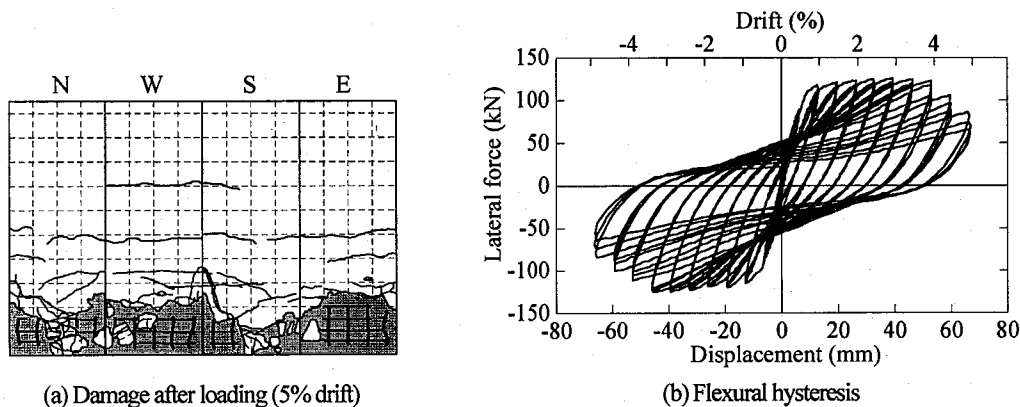 N W S E
(a) Damage after loading (5% drift)
Drift (%)
-4 -2 0 2 4
150
100
50
0
-50
-100
-150
Lateral force (kN)
-80 -60 -40 -20 0 20 40 60 80
Displacement (mm)
(b) Flexural hysteresis